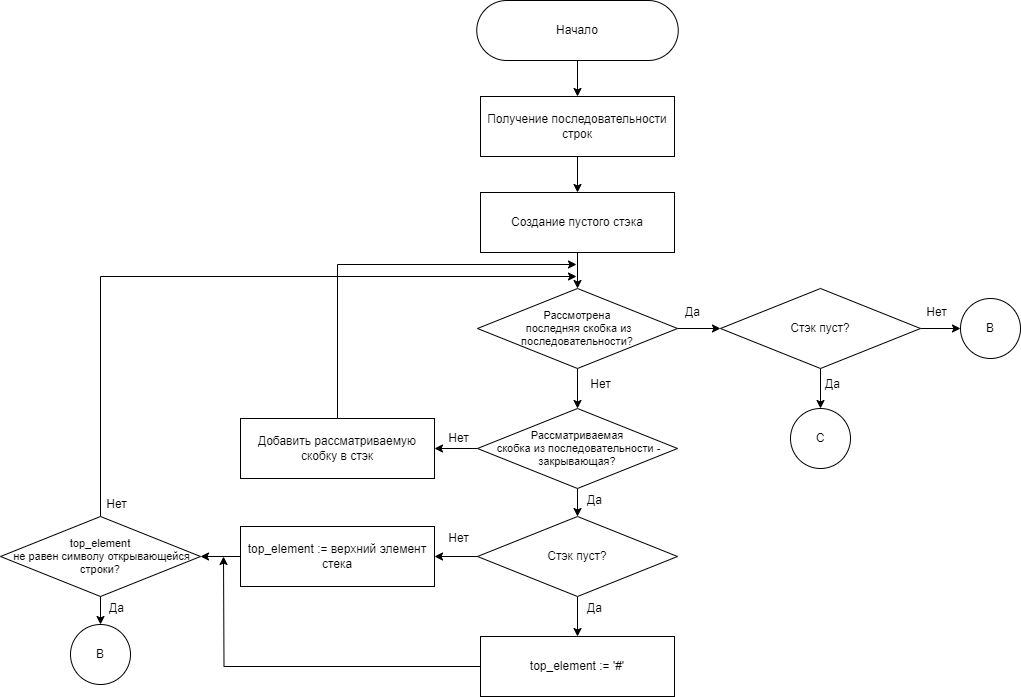 Начало
Получение последовательности
строк
Создание пустого стэка
Рассмотрена
последняя скобка из
последовательности?
Да
Стэк пуст?
Нет
B
Да
C
Нет
Рассматриваемая
скобка из последовательности -
закрывающая?
Нет
Добавить рассматриваемую
скобку в стэк
Да
Стэк пуст?
Нет
top_element := верхний элемент
стека
Нет
top_element
не равен символу открывающейся
строки?
Да
B
Да
top_element := '#'